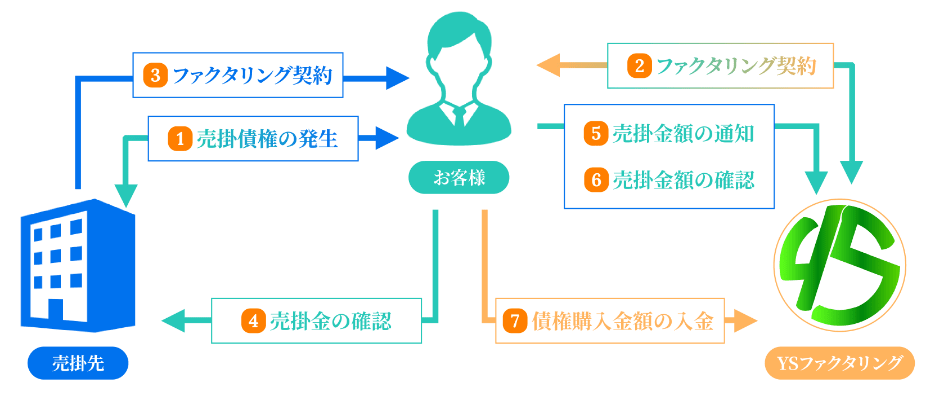 3 ファクタリング契約
2 ファクタリング契約
1 売掛債権の発生
5 売掛金額の通知
6 売掛金額の確認
お客様
4 売掛金の確認
7 債権購入金額の入金
YS
売掛先
YSファクタリング